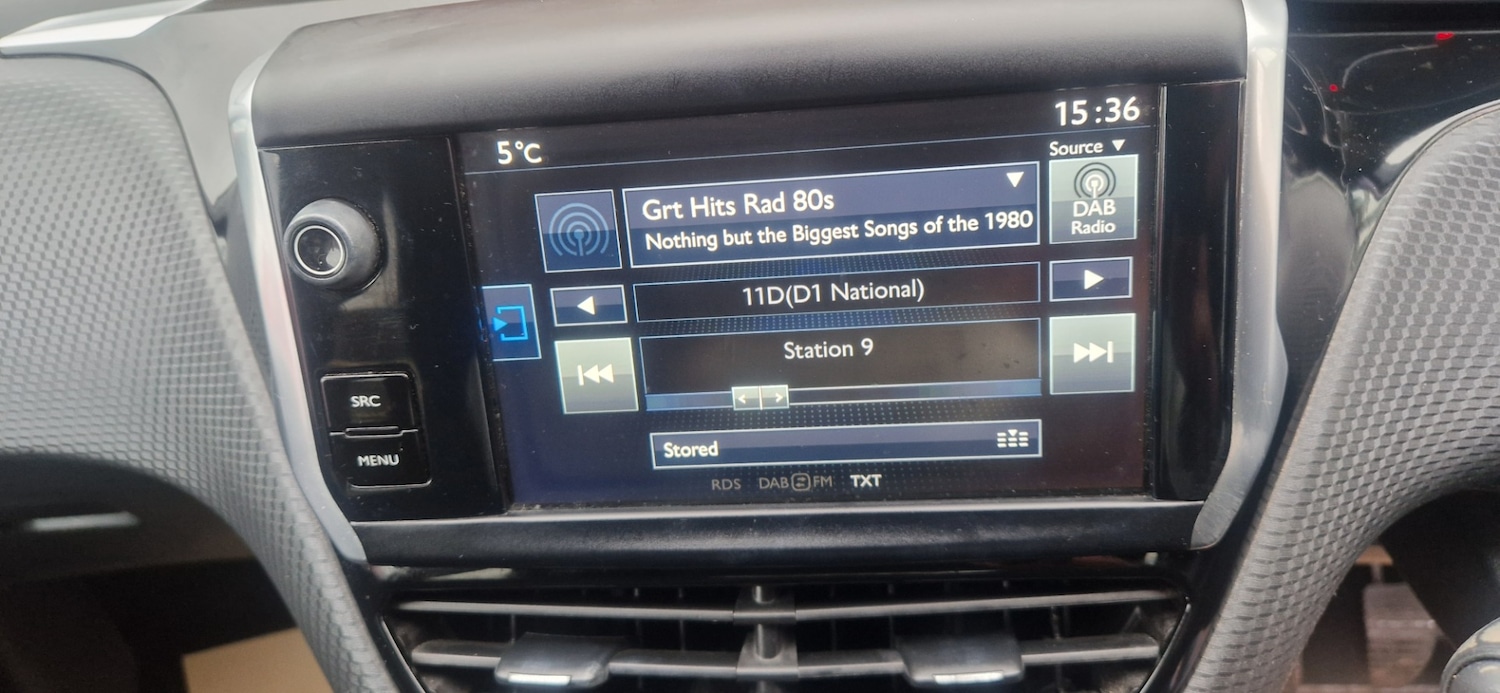 15:36
5°C
Source
Grt Hits Rad 80s
Nothing but the Biggest Songs of the 1980
DAB
Radio
11D(D1 National)
Station 9
SRC
MENU
Stored
RDS DAB FM TXT